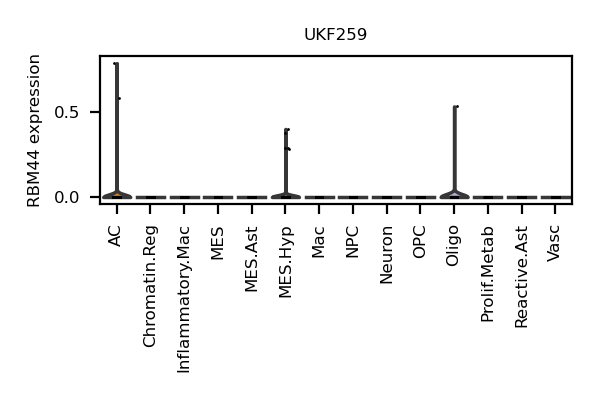 UKF259
RBM44 expression
0.5
0.0
AC
Chromatin.Reg
Inflammatory.Mac
MES
MES.Ast
MES.Hyp
Mac
NPC
Neuron
OPC
Oligo
Prolif.Metab
Reactive.Ast
Vasc